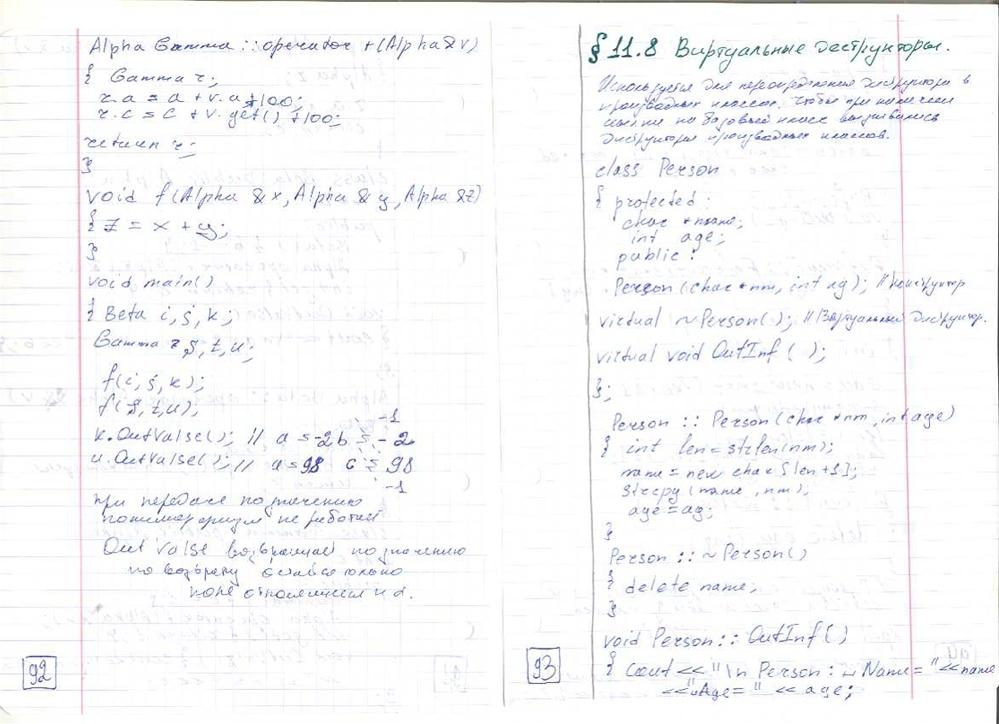 Alpha Gamma :: operator + (Alpha & v)
{ Gamma r;
r.a = a + v.a + 100;
r.c = c + v.get() + 100;
return r;
}
void f(Alpha & x, Alpha & y, Alpha & z)
{ z = x + y;
}
void main()
{ Beta i, j, k;
Gamma r, s, t, u;
f(i, j, k);
f(s, t, u);
-1
k.OutValse(); // a = -2 b = -2
u.OutValse(); // a = 98 c = 98
-1
при передаче по значению
полиморфизм не работает
Out Valse возвращает по значению
по возврату остаётся только
поле
92
§ 11.8 Виртуальные деструкторы.
Используется для переопределения деструктора в
производных классах. Чтобы при
ссылки на базовый класс вызывались
деструкторы производных классов.
class Person
{ protected:
char *name;
int age;
public:
Person(char *nm, int ag); // конструктор
virtual ~Person(); // Виртуальный деструктор.
virtual void OutInf ( );
};
Person :: Person(char *nm, int age)
{ int len = strlen(nm);
name = new char [len + 1];
strcpy(name, nm);
age = ag;
}
Person :: ~Person()
{ delete name;
}
void Person :: OutInf ()
{ cout << "\n Person: ␣ Name = " << name
<< "␣Age = " << age;
93